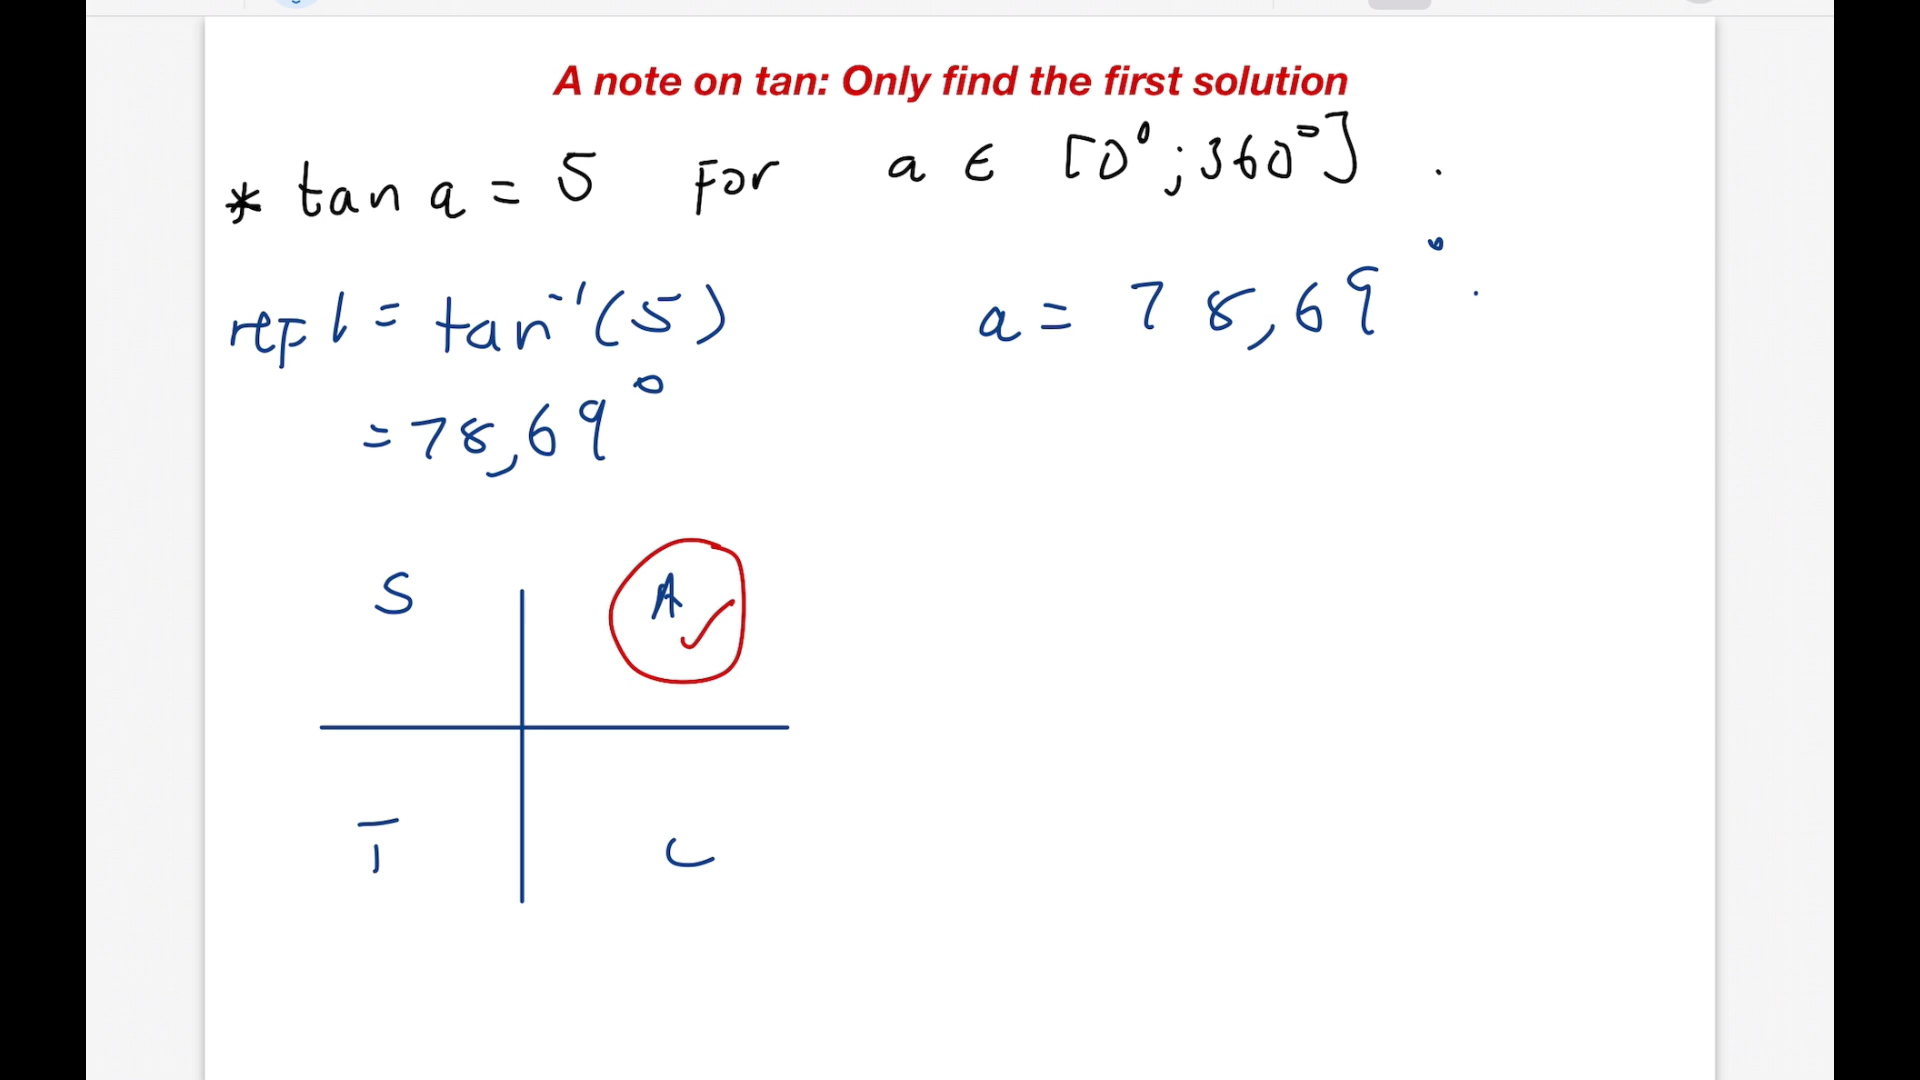 A note on tan: Only find the first solution
* tan a = 5 for a ∈ [0°;360°].
ref L = tan⁻¹(5)
a = 78,69°.
= 78,69°
S A ✓
T C